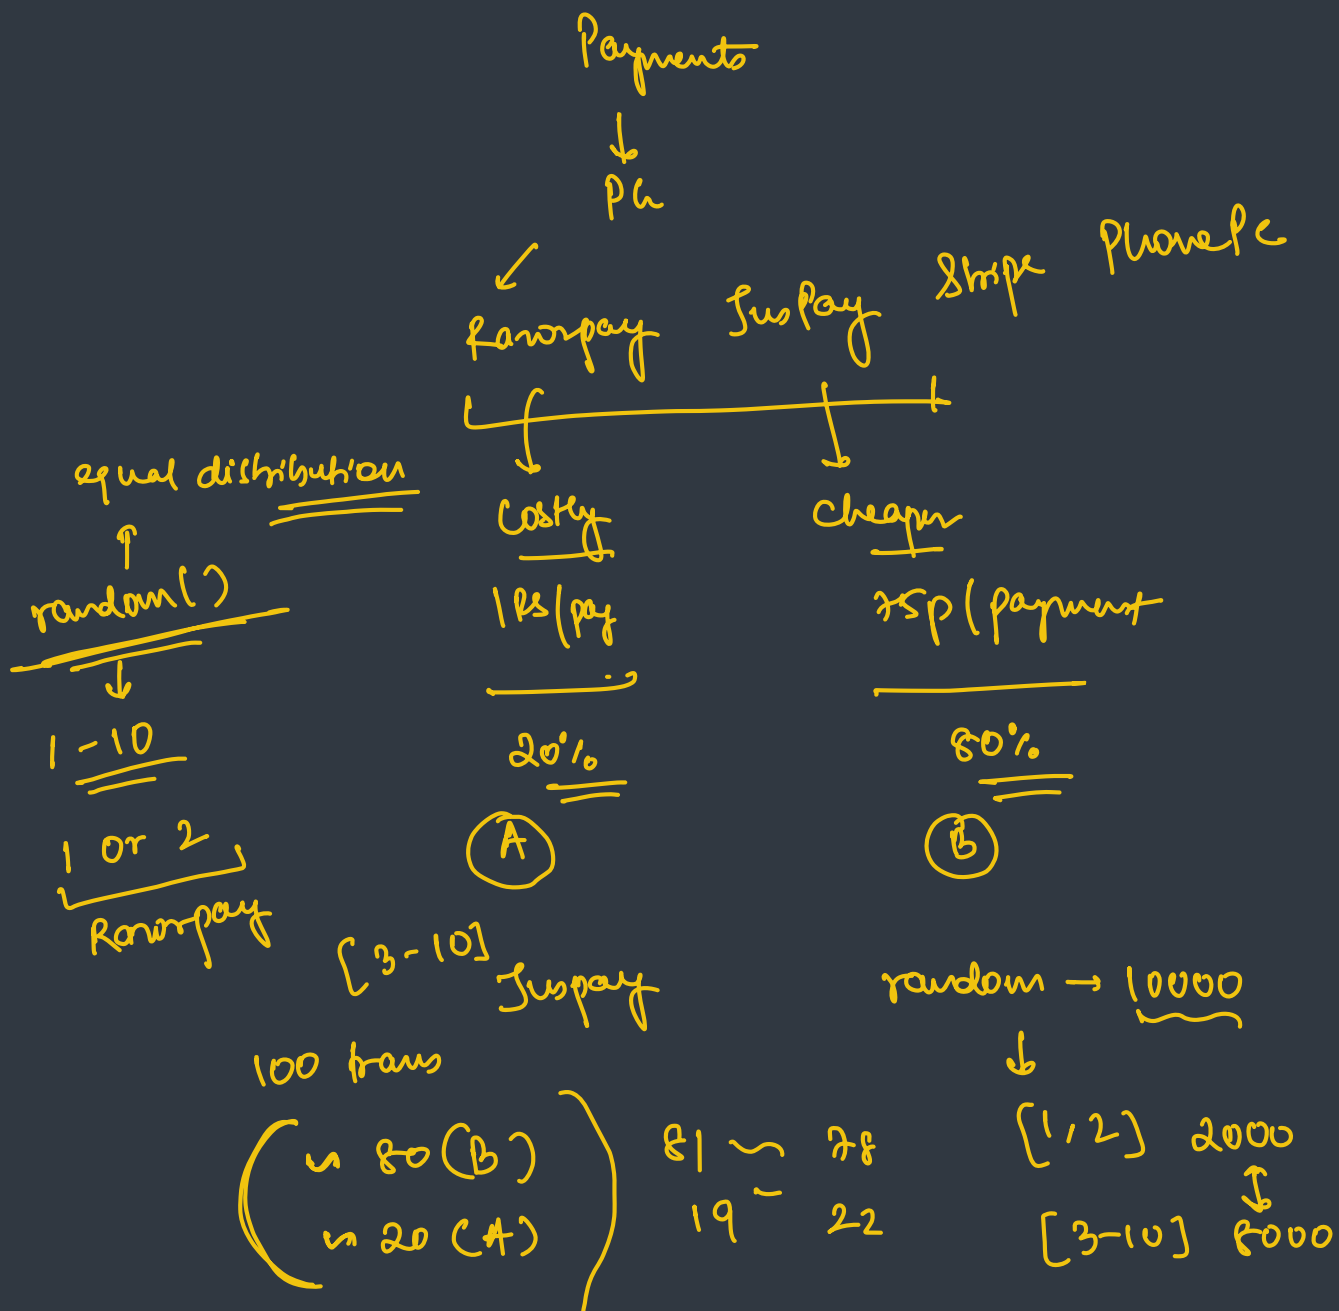 Payments
PG
Razorpay JusPay Stripe PhonePe
equal distribution
Costly Cheaper
random()
1Rs/pay 75p/payment
1-10
20% 80%
1 or 2
A B
Razorpay
[3-10] Juspay
random → 10000
100 trans
~ 80 (B) 81 ~ 78
[1,2] 2000
~ 20 (A) 19 ~ 22
[3-10] 8000